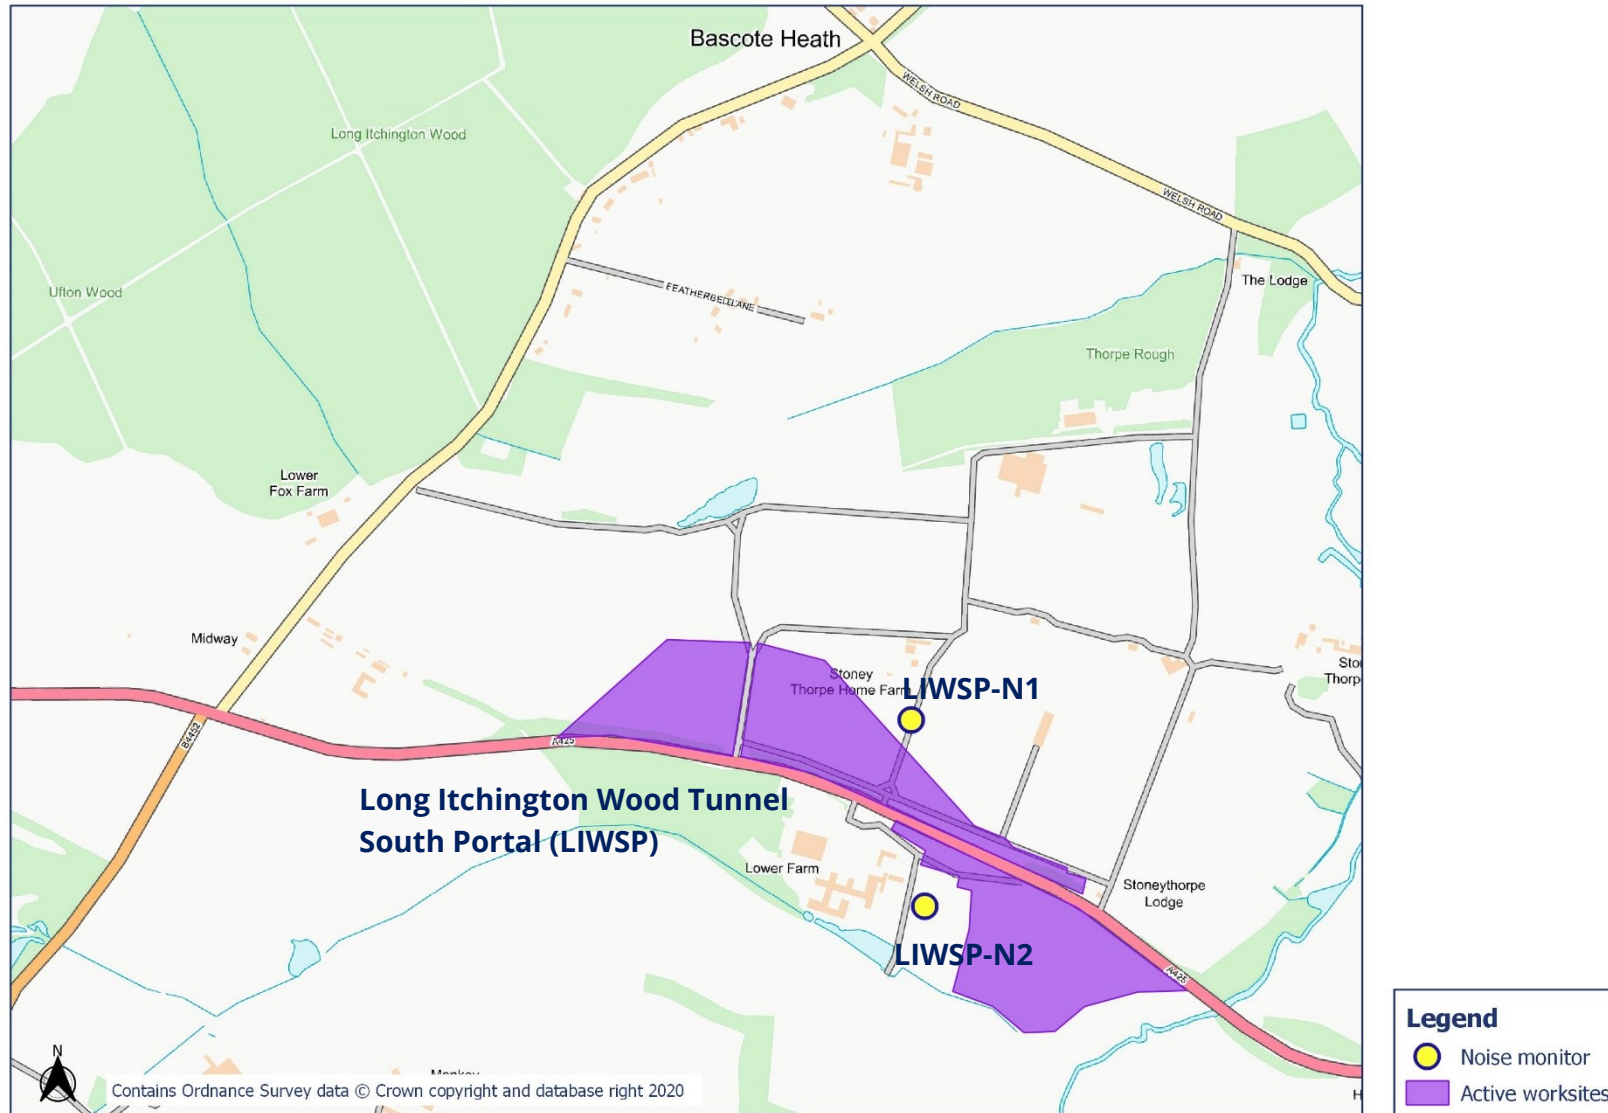 Bascote Heath
WELSH ROAD
Long Itchington Wood
WELSH ROAD
Ufton Wood
The Lodge
FEATHERBED LANE
Thorpe Rough
Lower
Fox Farm
Midway
Stoney
Thorpe Home Farm
LIWSP-N1
B4452
A425
Long Itchington Wood Tunnel
South Portal (LIWSP)
Lower Farm
Stoneythorpe
Lodge
LIWSP-N2
A425
N
Contains Ordnance Survey data © Crown copyright and database right 2020
Legend
Noise monitor
Active worksites